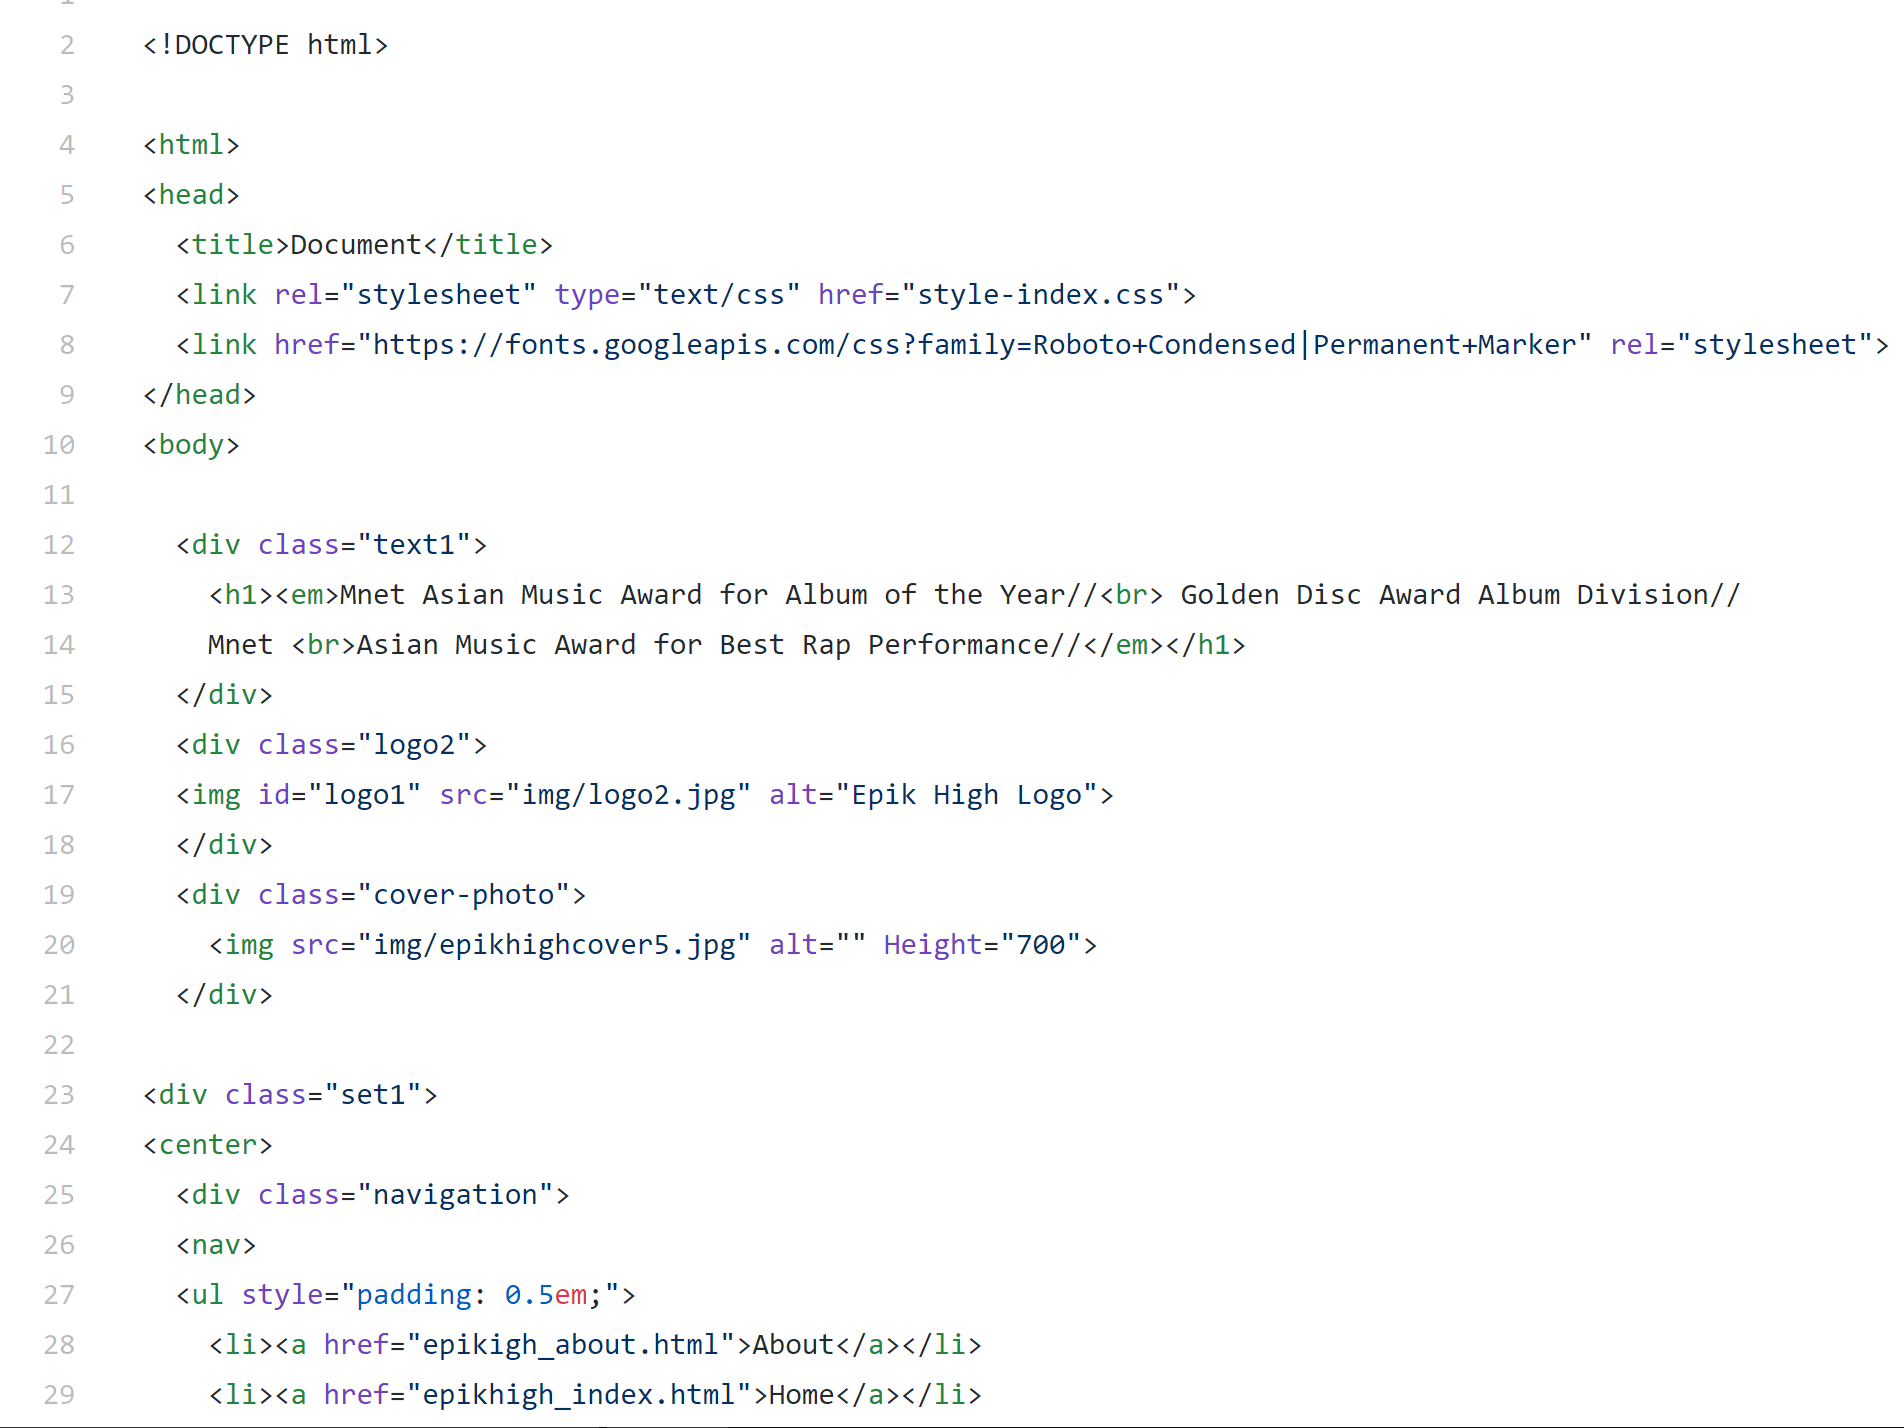 1
2 <!DOCTYPE html>
3
4 <html>
5 <head>
6   <title>Document</title>
7   <link rel="stylesheet" type="text/css" href="style-index.css">
8   <link href="https://fonts.googleapis.com/css?family=Roboto+Condensed|Permanent+Marker" rel="stylesheet">
9 </head>
10 <body>
11
12   <div class="text1">
13     <h1><em>Mnet Asian Music Award for Album of the Year//<br> Golden Disc Award Album Division//
14     Mnet <br>Asian Music Award for Best Rap Performance//</em></h1>
15   </div>
16   <div class="logo2">
17   <img id="logo1" src="img/logo2.jpg" alt="Epik High Logo">
18   </div>
19   <div class="cover-photo">
20     <img src="img/epikhighcover5.jpg" alt="" Height="700">
21   </div>
22
23 <div class="set1">
24 <center>
25   <div class="navigation">
26   <nav>
27   <ul style="padding: 0.5em;">
28     <li><a href="epikigh_about.html">About</a></li>
29     <li><a href="epikhigh_index.html">Home</a></li>